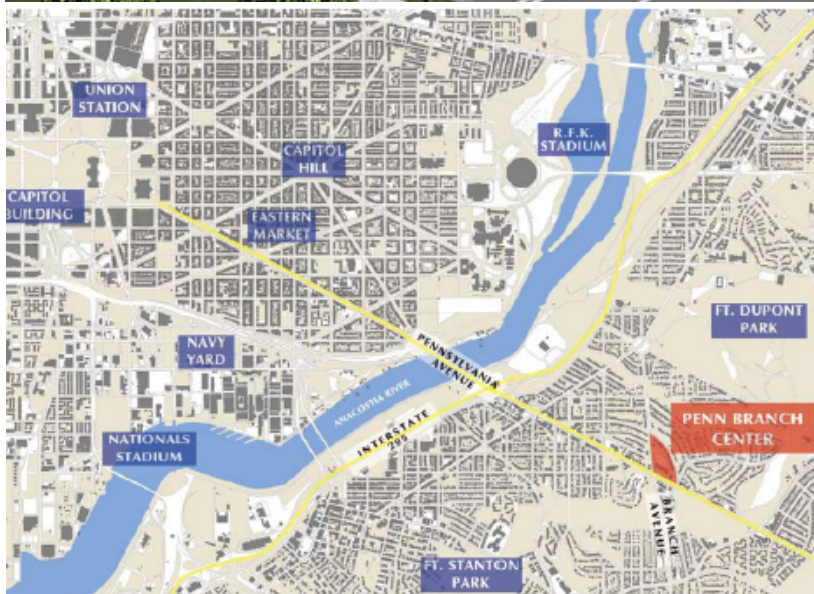 UNION
STATION
R.F.K.
STADIUM
CAPITOL
HILL
CAPITOL
BUILDING
EASTERN
MARKET
FT. DUPONT
PARK
NAVY
YARD
PENNSYLVANIA
AVENUE
ANACOSTIA RIVER
INTERSTATE
295
PENN BRANCH
CENTER
NATIONALS
STADIUM
BRANCH
AVENUE
FT. STANTON
PARK